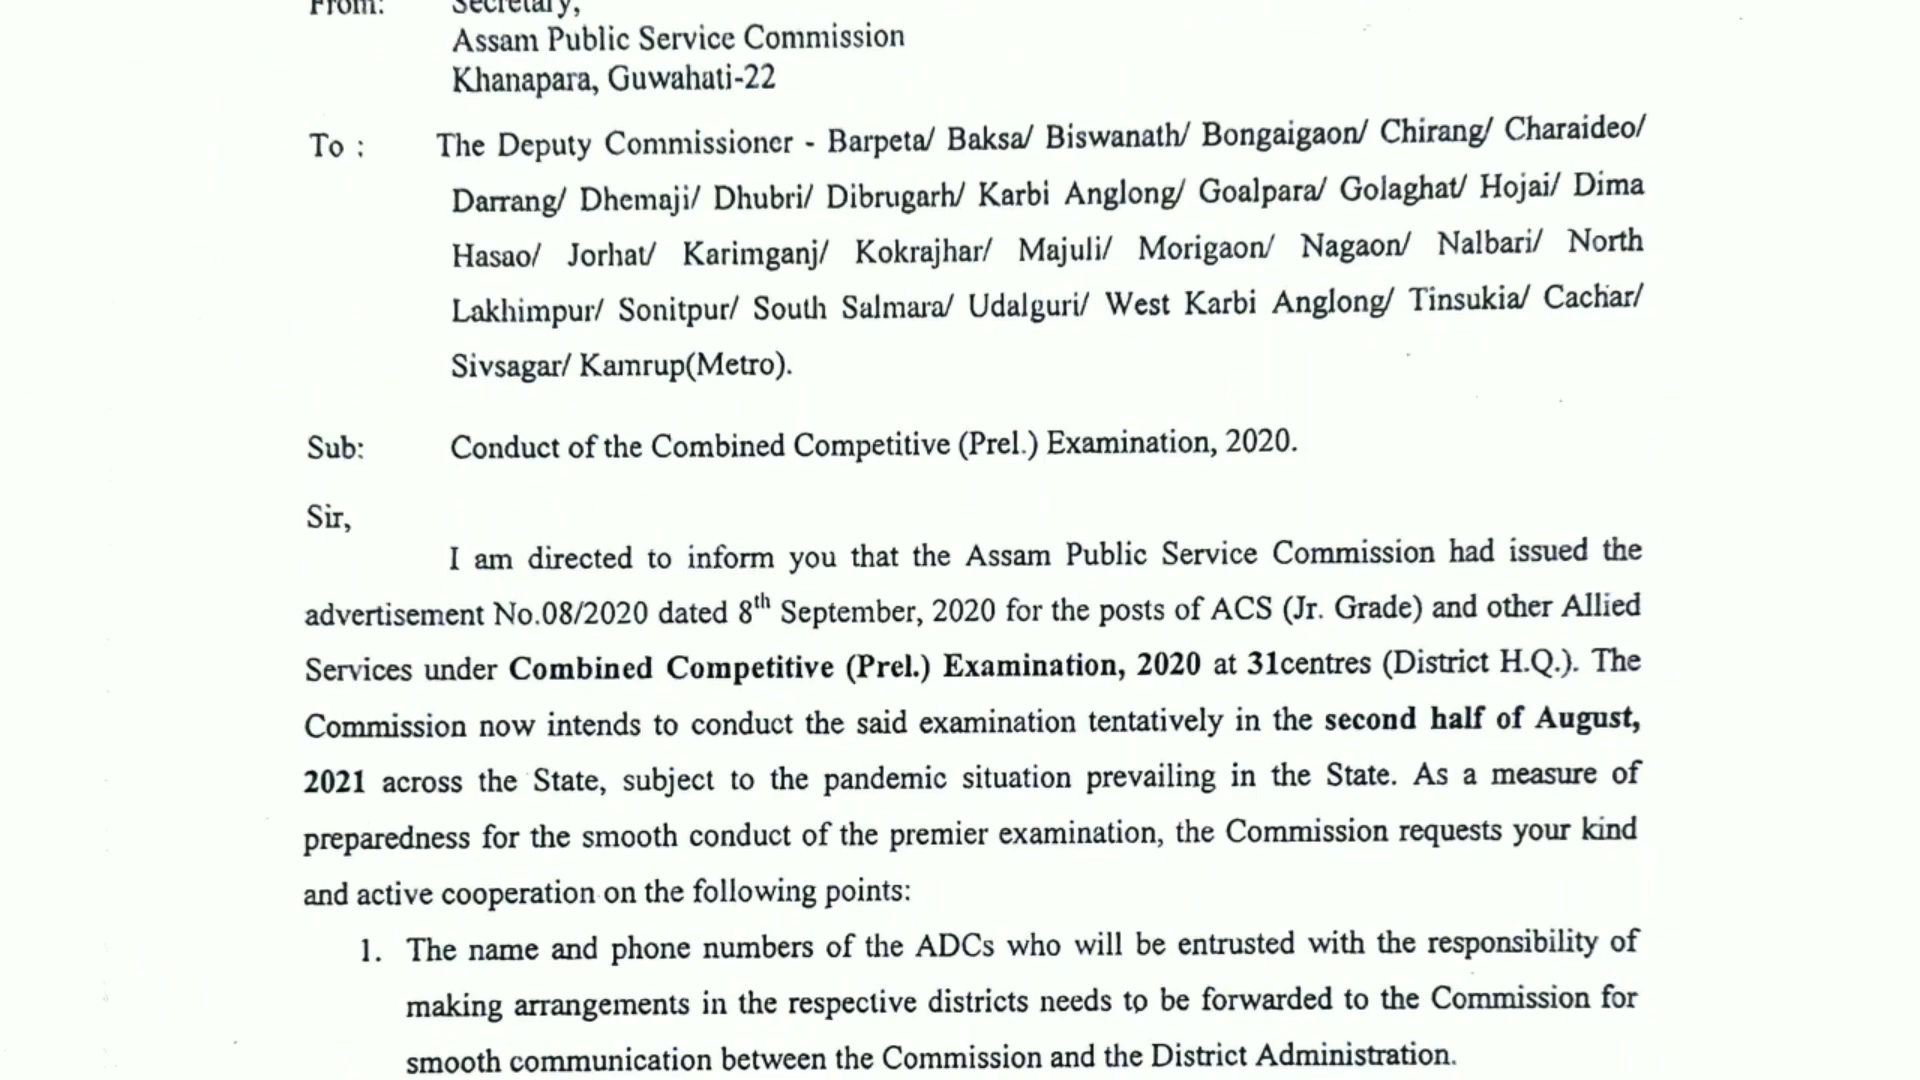 From: Secretary,
Assam Public Service Commission
Khanapara, Guwahati-22
To : The Deputy Commissioner - Barpeta/ Baksa/ Biswanath/ Bongaigaon/ Chirang/ Charaideo/
Darrang/ Dhemaji/ Dhubri/ Dibrugarh/ Karbi Anglong/ Goalpara/ Golaghat/ Hojai/ Dima
Hasao/ Jorhat/ Karimganj/ Kokrajhar/ Majuli/ Morigaon/ Nagaon/ Nalbari/ North
Lakhimpur/ Sonitpur/ South Salmara/ Udalguri/ West Karbi Anglong/ Tinsukia/ Cachar/
Sivsagar/ Kamrup(Metro).
Sub: Conduct of the Combined Competitive (Prel.) Examination, 2020.
Sir,
I am directed to inform you that the Assam Public Service Commission had issued the
advertisement No.08/2020 dated 8th September, 2020 for the posts of ACS (Jr. Grade) and other Allied
Services under Combined Competitive (Prel.) Examination, 2020 at 31centres (District H.Q.). The
Commission now intends to conduct the said examination tentatively in the second half of August,
2021 across the State, subject to the pandemic situation prevailing in the State. As a measure of
preparedness for the smooth conduct of the premier examination, the Commission requests your kind
and active cooperation on the following points:
1. The name and phone numbers of the ADCs who will be entrusted with the responsibility of
making arrangements in the respective districts needs to be forwarded to the Commission for
smooth communication between the Commission and the District Administration.